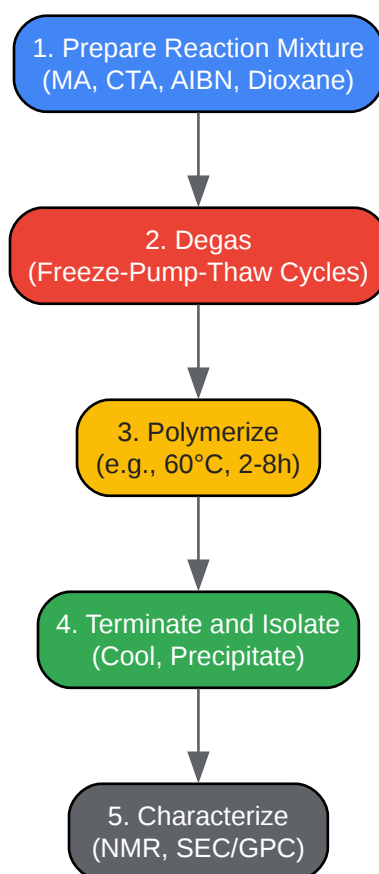 1. Prepare Reaction Mixture
(MA, CTA, AIBN, Dioxane)
2. Degas
(Freeze-Pump-Thaw Cycles)
3. Polymerize
(e.g., 60°C, 2-8h)
4. Terminate and Isolate
(Cool, Precipitate)
5. Characterize
(NMR, SEC/GPC)